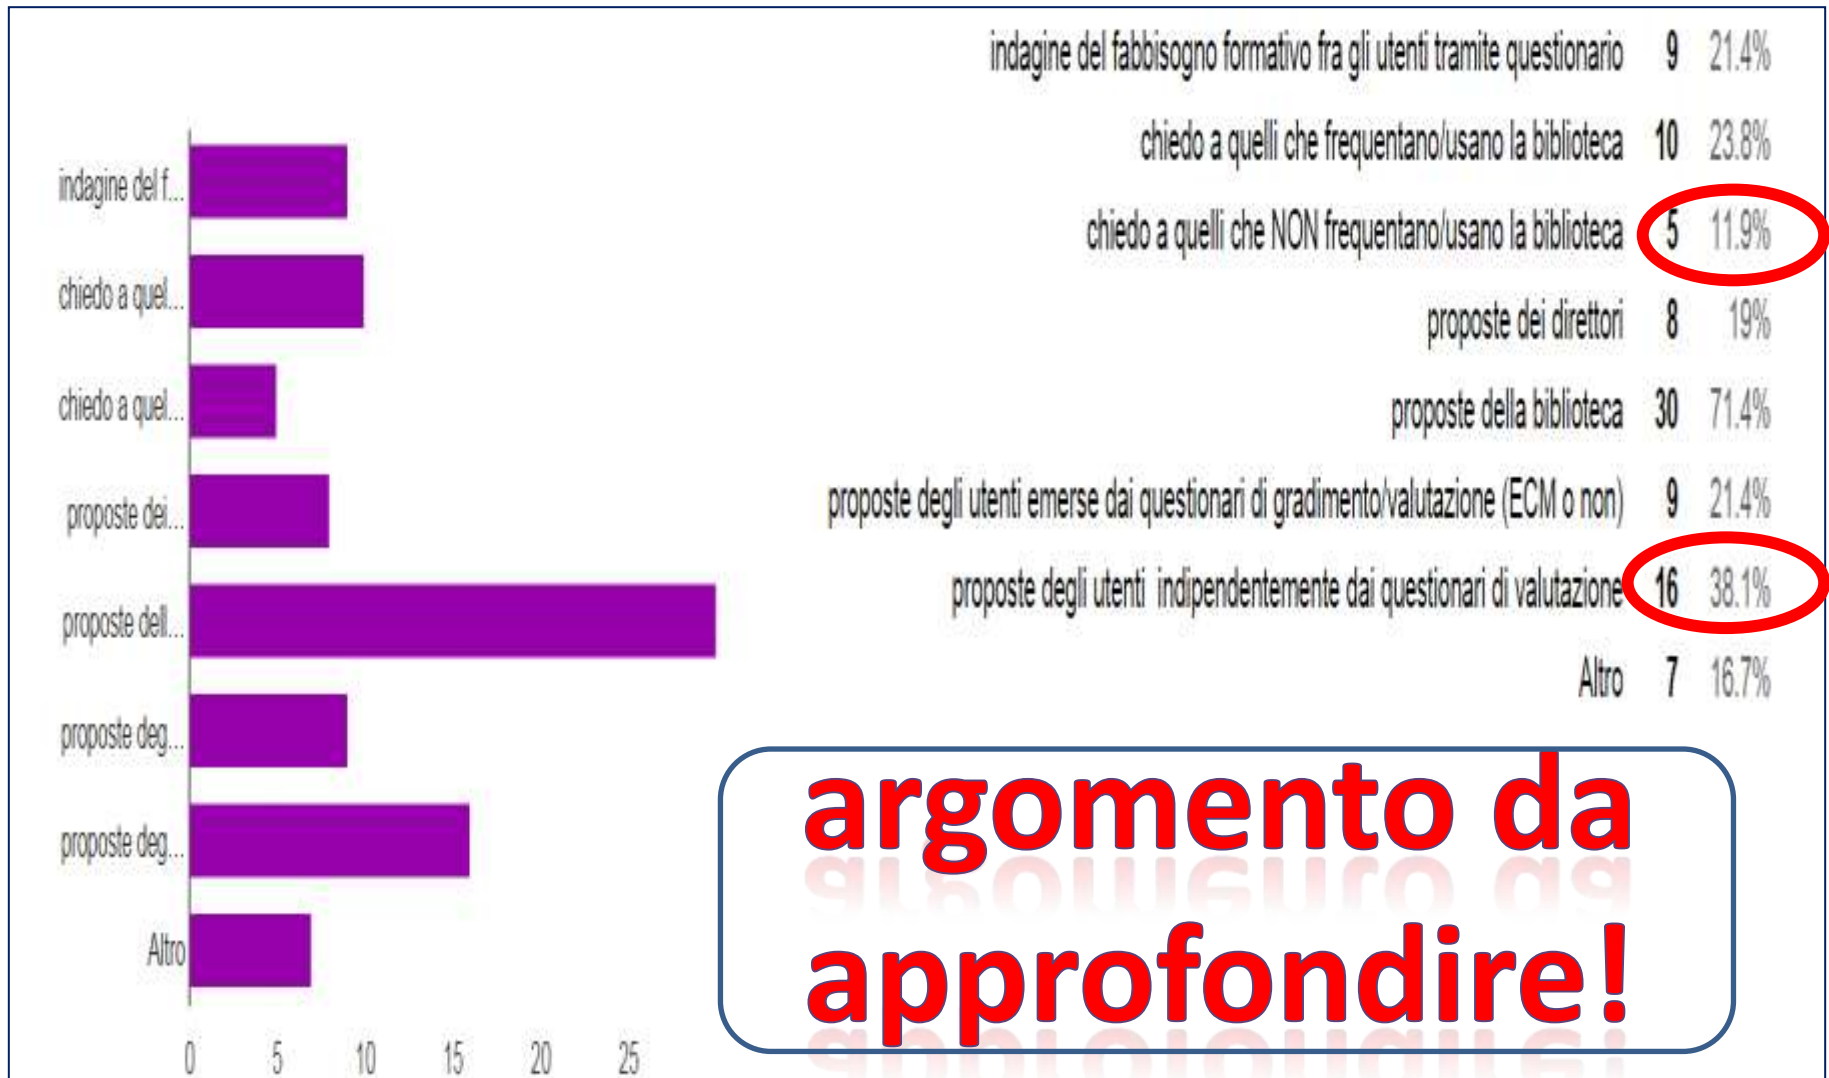 indagine del fabbisogno formativo fra gli utenti tramite questionario 9 21.4%
chiedo a quelli che frequentano/usano la biblioteca 10 23.8%
chiedo a quelli che NON frequentano/usano la biblioteca 5 11.9%
proposte dei direttori 8 19%
proposte della biblioteca 30 71.4%
proposte degli utenti emerse dai questionari di gradimento/valutazione (ECM o non) 9 21.4%
proposte degli utenti indipendentemente dai questionari di valutazione 16 38.1%
Altro 7 16.7%
indagine del f...
chiedo a quel...
chiedo a quel...
proposte dei...
proposte dell...
proposte deg...
proposte deg...
Altro
0 5 10 15 20 25
argomento da
approfondire!